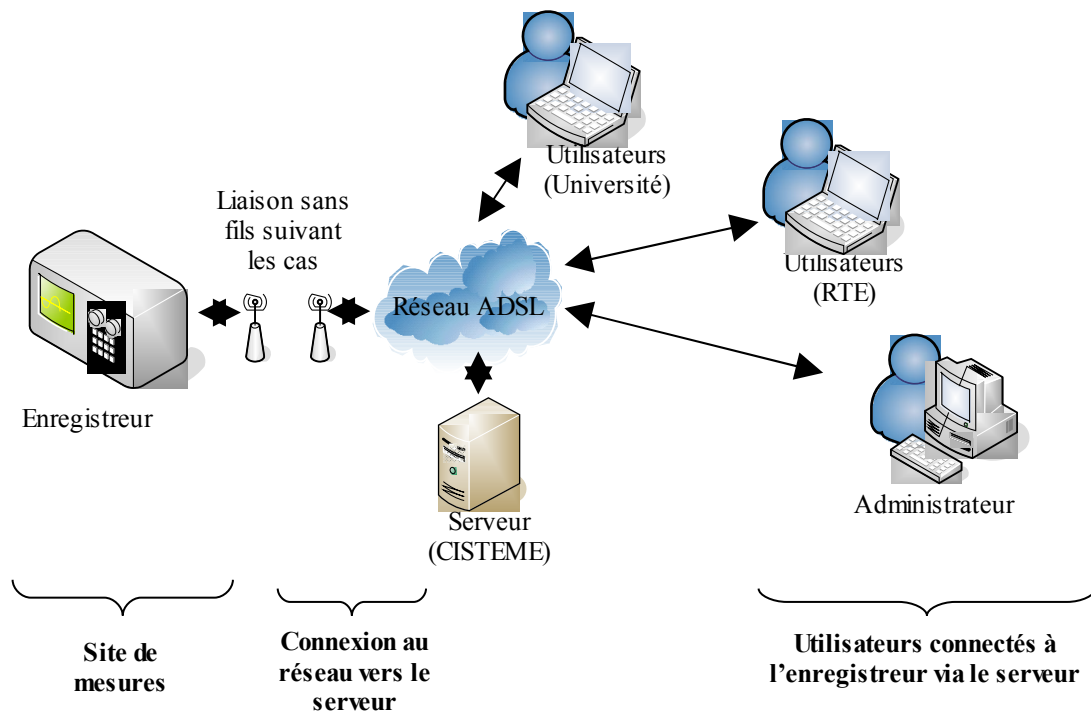 Utilisateurs
(Université)
Utilisateurs
(RTE)
Liaison sans
fils suivant
les cas
Réseau ADSL
Enregistreur
Serveur
(CISTEME)
Administrateur
Site de
mesures
Connexion au
réseau vers le
serveur
Utilisateurs connectés à
l'enregistreur via le serveur